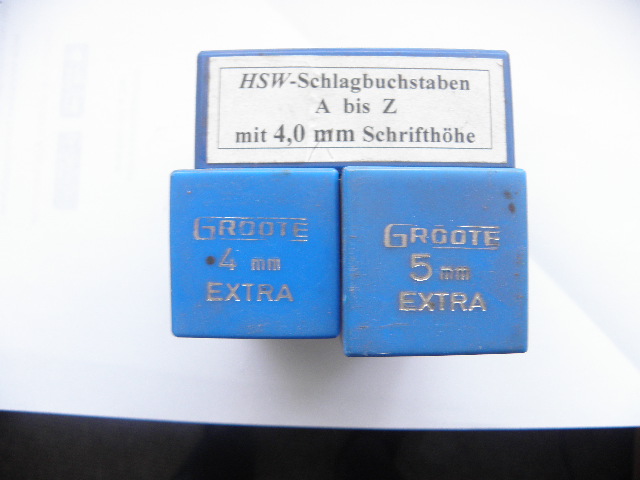 HSW-Schlagbuchstaben
A bis Z
mit 4,0 mm Schrifthöhe
GROOTE
4 mm
EXTRA
GROOTE
5 mm
EXTRA